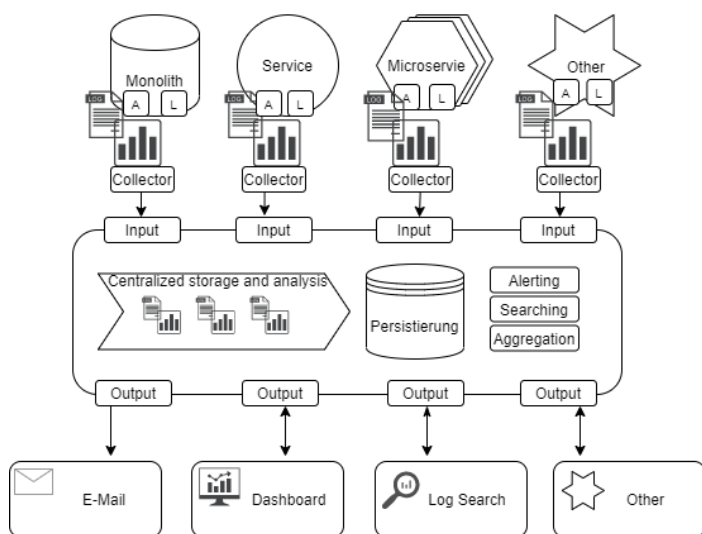 Monolith
Service
Microservie
Other
LOG
A
L
LOG
A
L
LOG
A
L
LOG
A
L
Collector
Collector
Collector
Collector
Input
Input
Input
Input
Centralized storage and analysis
Persistierung
Alerting
Searching
Aggregation
Output
Output
Output
Output
E-Mail
Dashboard
Log Search
Other